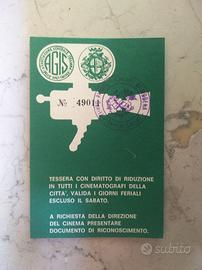 AGIS
N° 49014
TESSERA CON DIRITTO DI RIDUZIONE
IN TUTTI I CINEMATOGRAFI DELLA
CITTA', VALIDA I GIORNI FERIALI
ESCLUSO IL SABATO.
A RICHIESTA DELLA DIREZIONE
DEL CINEMA PRESENTARE
DOCUMENTO DI RICONOSCIMENTO.
subito